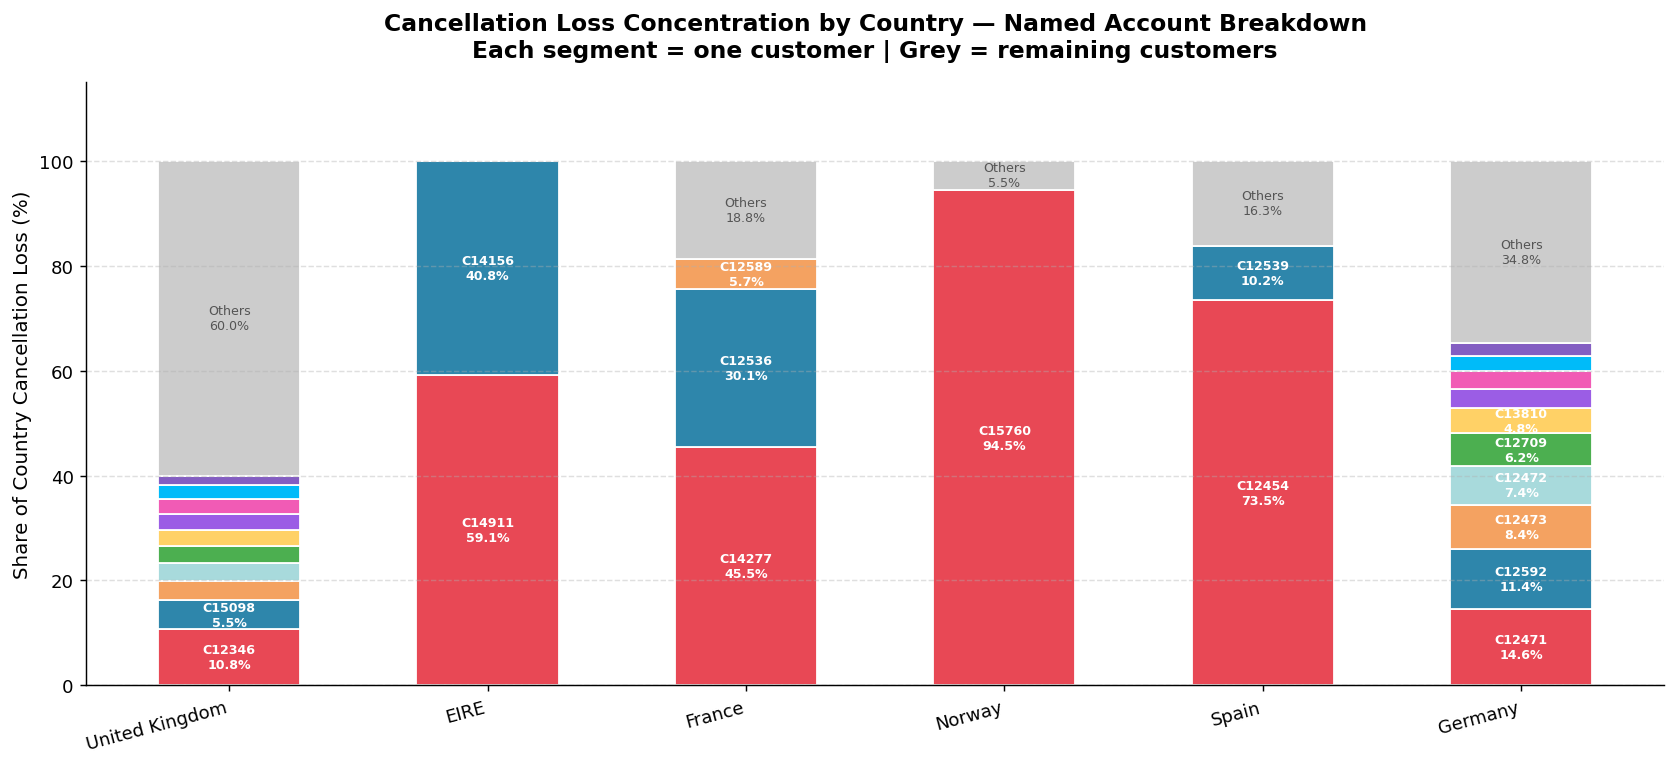 Cancellation Loss Concentration by Country — Named Account Breakdown
Each segment = one customer | Grey = remaining customers
Share of Country Cancellation Loss (%)
100
80
60
40
20
0
Others
60.0%
C15098
5.5%
C12346
10.8%
C14156
40.8%
C14911
59.1%
Others
18.8%
C12589
5.7%
C12536
30.1%
C14277
45.5%
Others
5.5%
C15760
94.5%
Others
16.3%
C12539
10.2%
C12454
73.5%
Others
34.8%
C13810
4.8%
C12709
6.2%
C12472
7.4%
C12473
8.4%
C12592
11.4%
C12471
14.6%
United Kingdom
EIRE
France
Norway
Spain
Germany